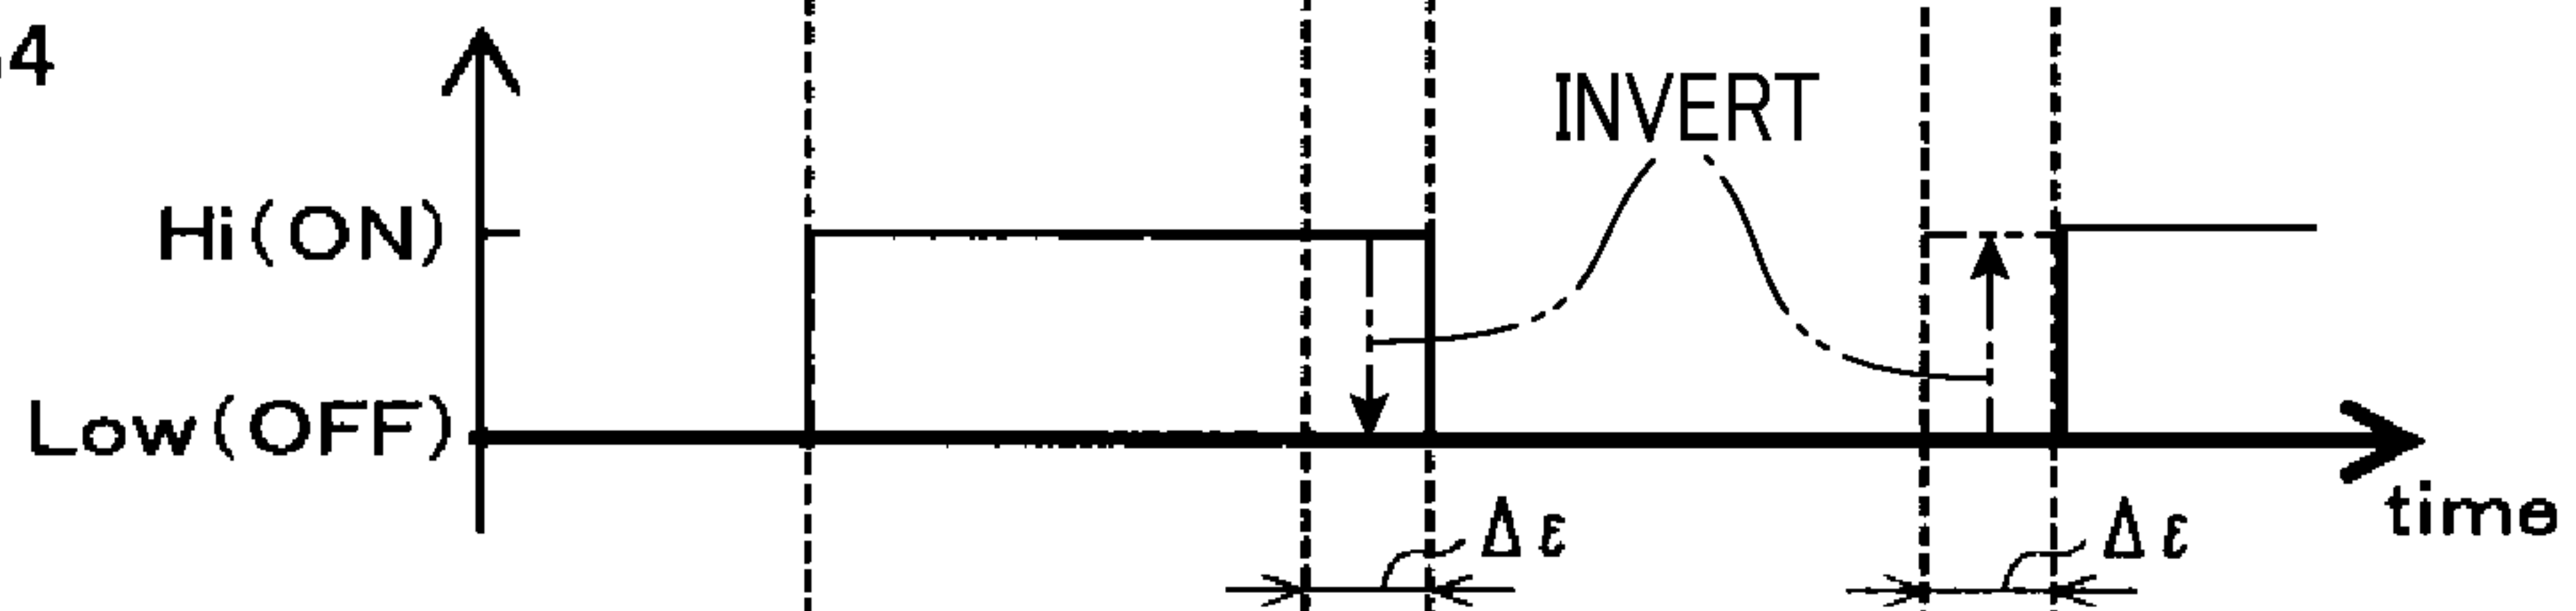 4
INVERT
Hi(ON)
Low(OFF)
Δε
Δε
time